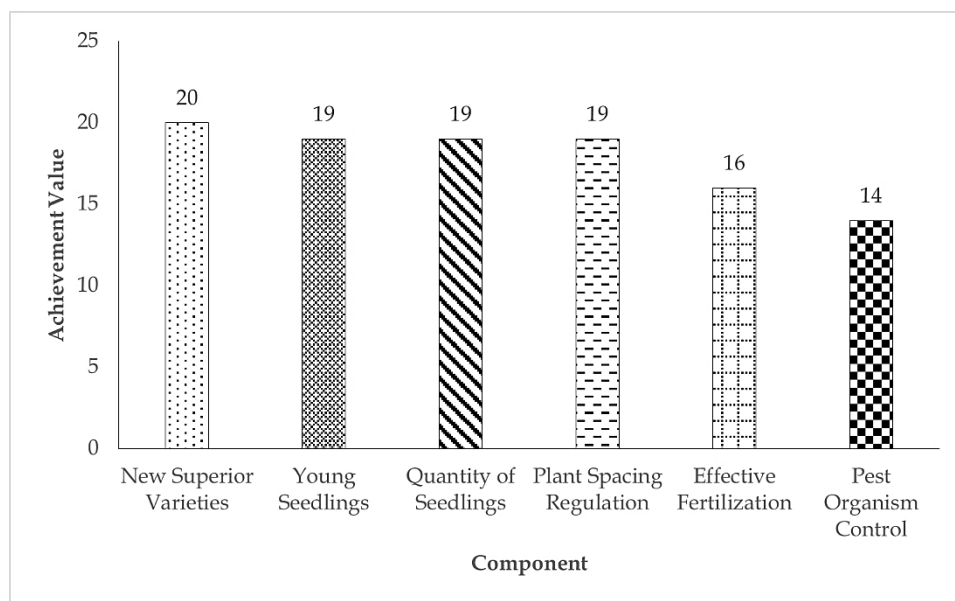 25
20
15
10
5
0
Achievement Value
20
19
19
19
16
14
New Superior
Varieties
Young
Seedlings
Quantity of
Seedlings
Plant Spacing
Regulation
Effective
Fertilization
Pest
Organism
Control
Component